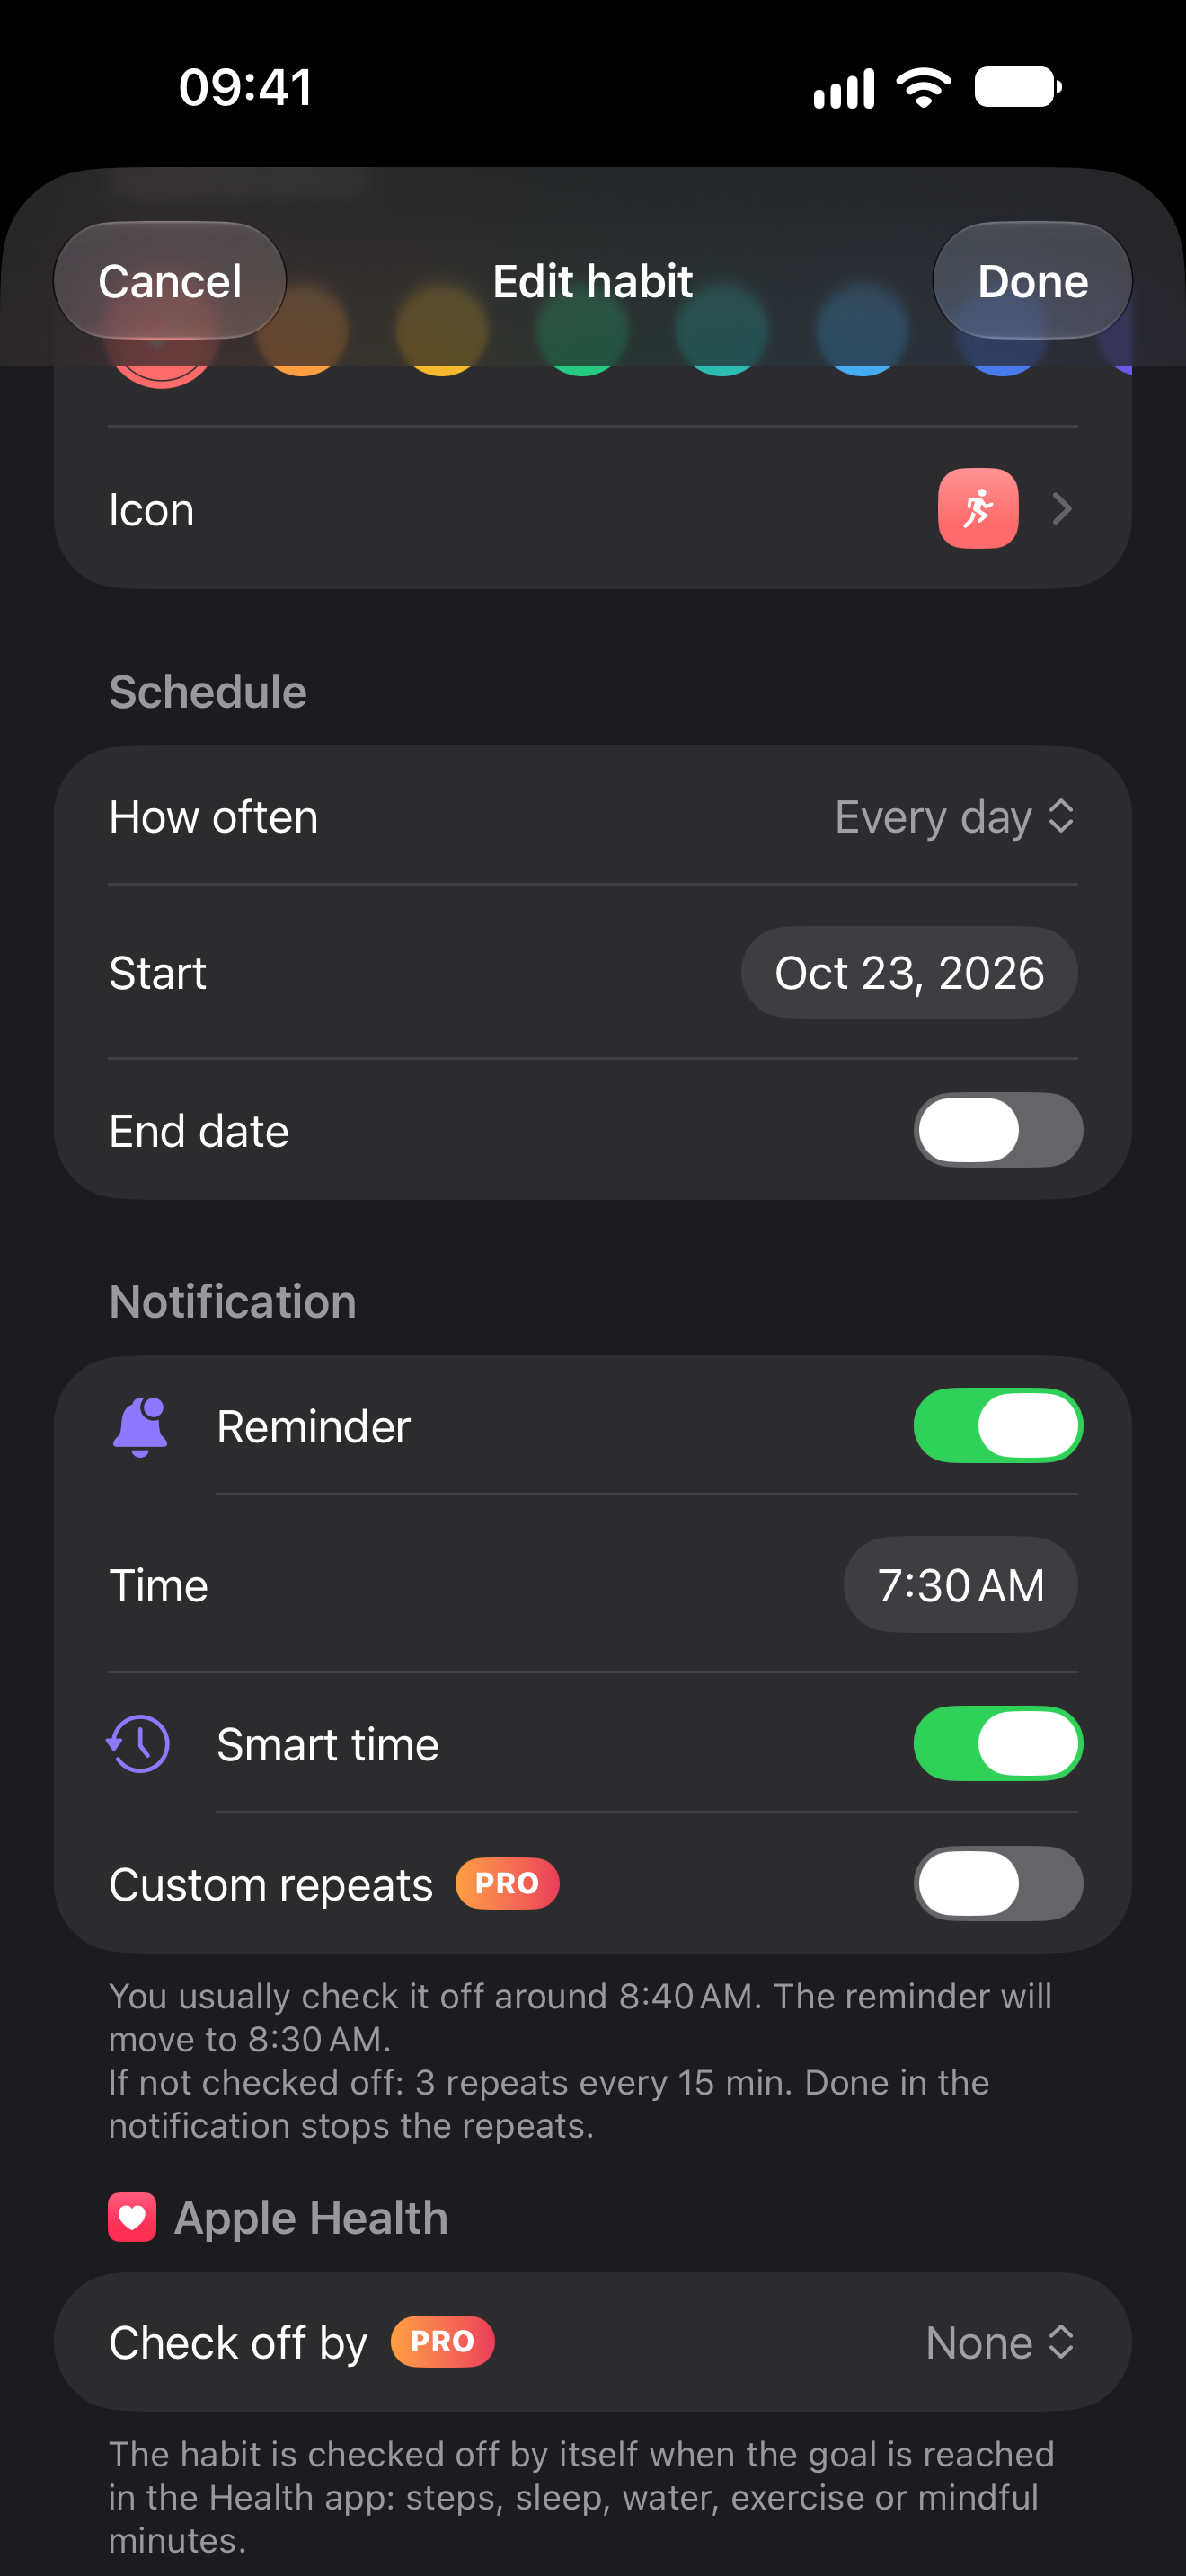 09:41
Cancel
Edit habit
Done
Icon
Schedule
How often
Every day
Start
Oct 23, 2026
End date
Notification
Reminder
Time
7:30 AM
Smart time
Custom repeats PRO
You usually check it off around 8:40 AM. The reminder will
move to 8:30 AM.
If not checked off: 3 repeats every 15 min. Done in the
notification stops the repeats.
Apple Health
Check off by PRO
None
The habit is checked off by itself when the goal is reached
in the Health app: steps, sleep, water, exercise or mindful
minutes.